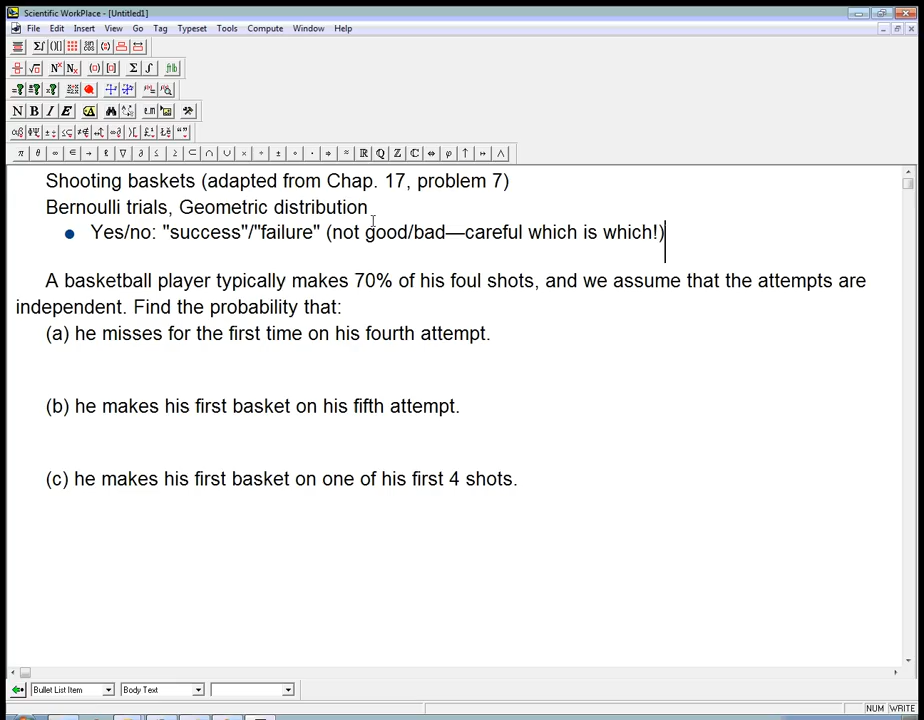 Scientific WorkPlace - [Untitled1]
File Edit Insert View Go Tag Typeset Tools Compute Window Help
N B I E
π θ ∞ ∈ → ℓ ∇ ∂ ≤ ≥ ⊂ ∩ ∪ × ÷ ± ∘ · ⇒ ≈ ℝ ℚ ℤ ℂ ⇔ φ ↑ ↦ ∧
Shooting baskets (adapted from Chap. 17, problem 7)
Bernoulli trials, Geometric distribution
• Yes/no: "success"/"failure" (not good/bad—careful which is which!)
A basketball player typically makes 70% of his foul shots, and we assume that the attempts are
independent. Find the probability that:
(a) he misses for the first time on his fourth attempt.
(b) he makes his first basket on his fifth attempt.
(c) he makes his first basket on one of his first 4 shots.
Bullet List Item Body Text
NUM WRITE